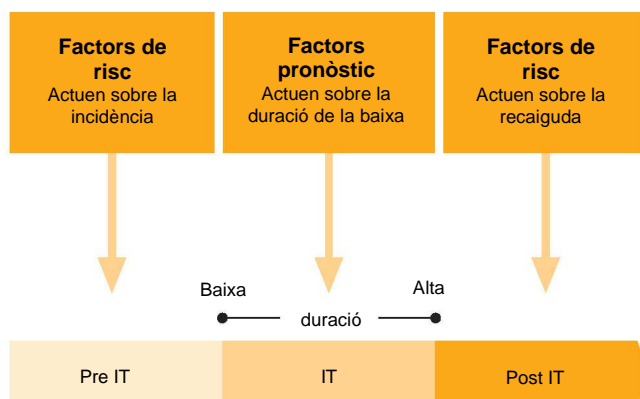 Factors de
risc
Actuen sobre la
incidència
Factors
pronòstic
Actuen sobre la
duració de la baixa
Factors de
risc
Actuen sobre la
recaiguda
Baixa
Alta
duració
Pre IT
IT
Post IT